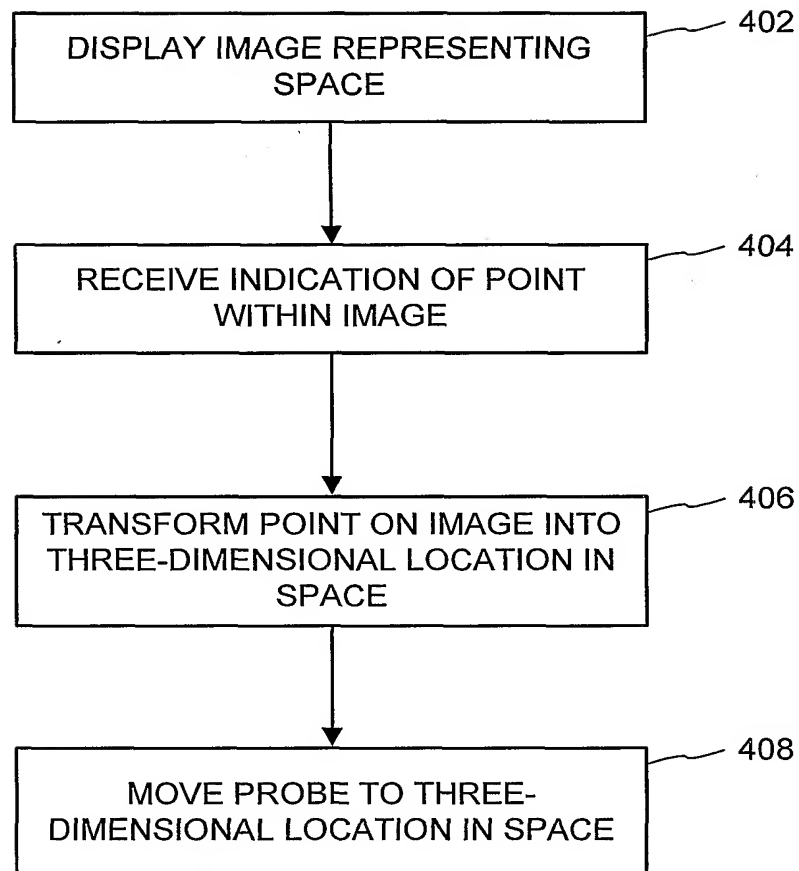 402
DISPLAY IMAGE REPRESENTING
SPACE
404
RECEIVE INDICATION OF POINT
WITHIN IMAGE
406
TRANSFORM POINT ON IMAGE INTO
THREE-DIMENSIONAL LOCATION IN
SPACE
408
MOVE PROBE TO THREE-
DIMENSIONAL LOCATION IN SPACE